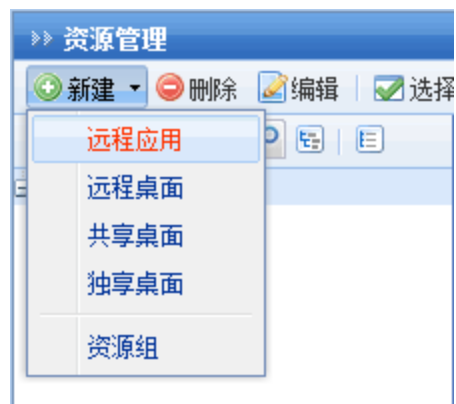 资源管理
新建 删除 编辑 选择
远程应用
远程桌面
共享桌面
独享桌面
资源组